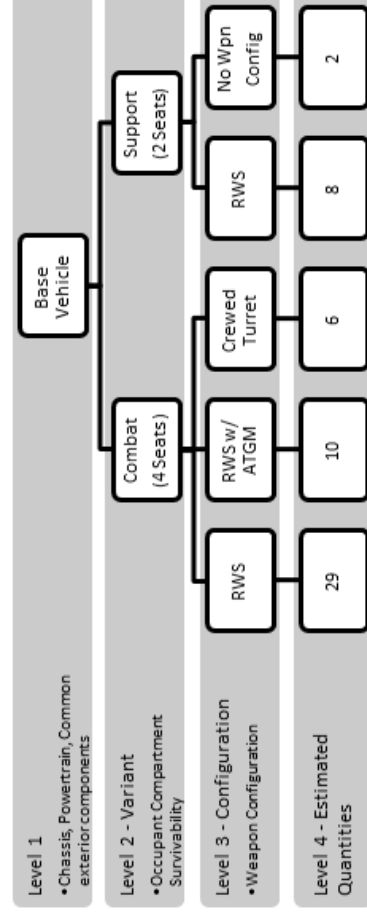 Level 1
•Chassis, Powertrain, Common
exterior components
Base
Vehicle
Level 2 - Variant
•Occupant Compartment
Survivability
Combat
(4 Seats)
Support
(2 Seats)
Level 3 - Configuration
•Weapon Configuration
RWS
RWS w/
ATGM
Crewed
Turret
RWS
No Wpn
Config
Level 4 - Estimated
Quantities
29
10
6
8
2